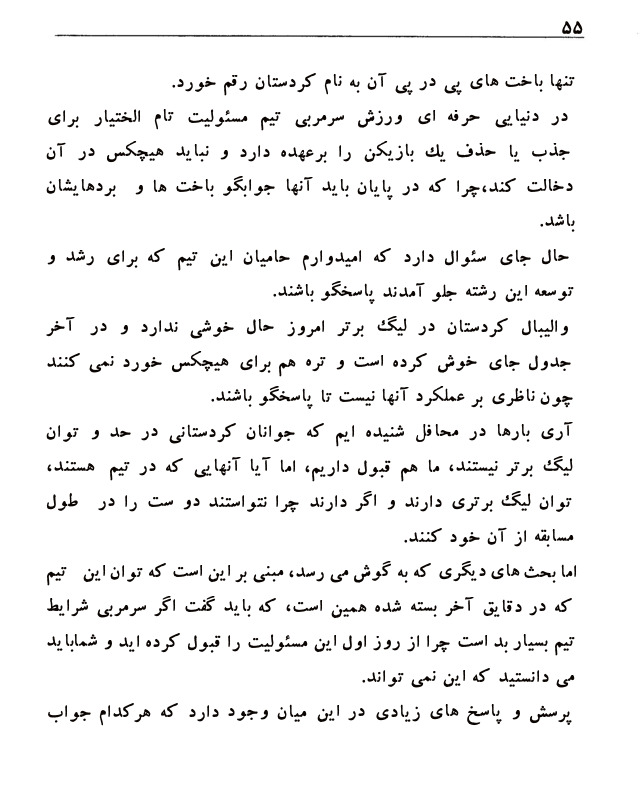 ۵۵
تنها باخت های پی در پی آن به نام کردستان رقم خورد.
در دنیایی حرفه ای ورزش سرمربی تیم مسئولیت تام الختیار برای
جذب یا حذف یك بازیکن را برعهده دارد و نباید هیچکس در آن
دخالت کند،چرا که در پایان باید آنها جوابگو باخت ها و بردهایشان
باشد.
حال جای سئوال دارد که امیدوارم حامیان این تیم که برای رشد و
توسعه این رشته جلو آمدند پاسخگو باشند.
والیبال کردستان در لیگ برتر امروز حال خوشی ندارد و در آخر
جدول جای خوش کرده است و تره هم برای هیچکس خورد نمی کنند
چون ناظری بر عملکرد آنها نیست تا پاسخگو باشند.
آری بارها در محافل شنیده ایم که جوانان کردستانی در حد و توان
لیگ برتر نیستند، ما هم قبول داریم، اما آیا آنهایی که در تیم هستند،
توان لیگ برتری دارند و اگر دارند چرا نتواستند دو ست را در طول
مسابقه از آن خود کنند.
اما بحث های دیگری که به گوش می رسد، مبنی بر این است که توان این تیم
که در دقایق آخر بسته شده همین است، که باید گفت اگر سرمربی شرایط
تیم بسیار بد است چرا از روز اول این مسئولیت را قبول کرده اید و شماباید
می دانستید که این نمی تواند.
پرسش و پاسخ های زیادی در این میان وجود دارد که هرکدام جواب